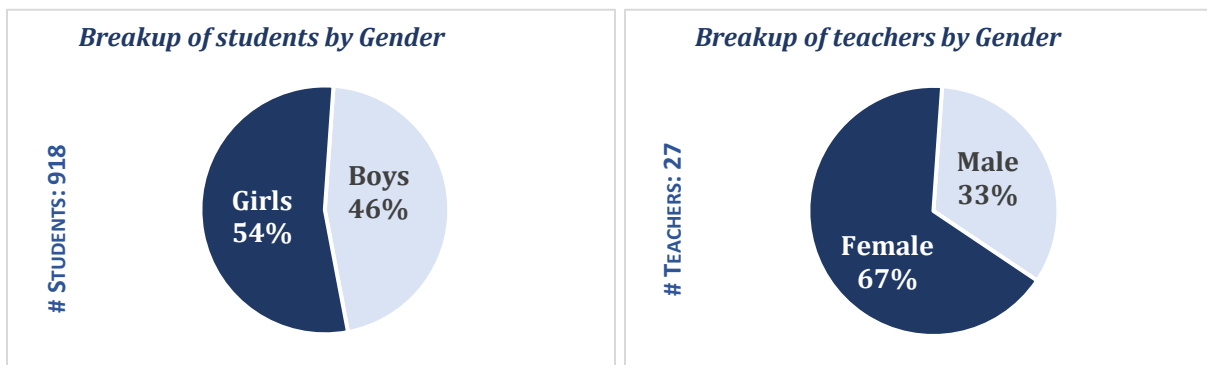 Breakup of students by Gender
# STUDENTS: 918
Girls
54%
Boys
46%
Breakup of teachers by Gender
# TEACHERS: 27
Male
33%
Female
67%